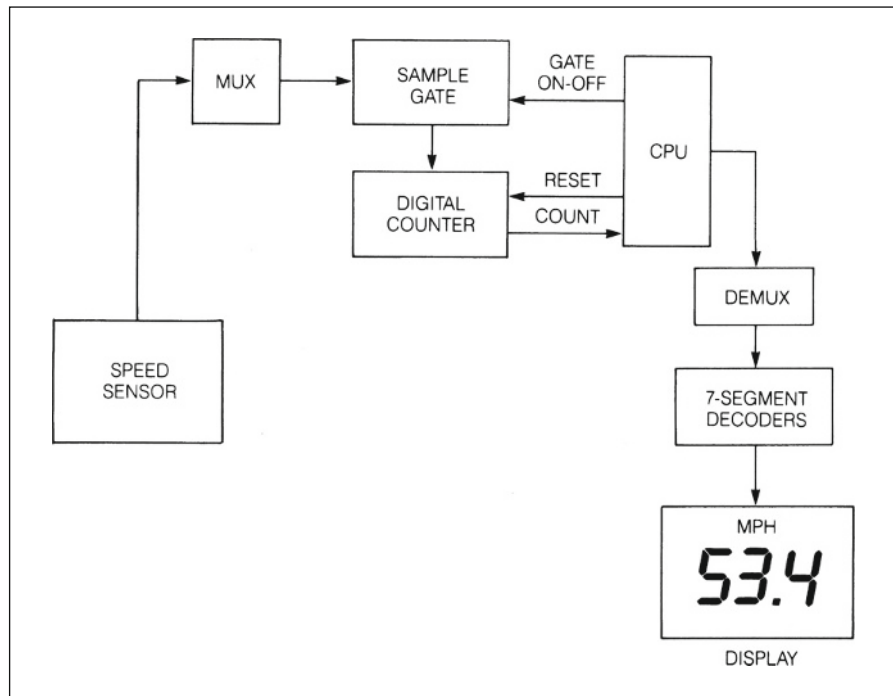 MUX
SAMPLE
GATE
GATE
ON-OFF
CPU
DIGITAL
COUNTER
RESET
COUNT
DEMUX
SPEED
SENSOR
7-SEGMENT
DECODERS
MPH
53.4
DISPLAY